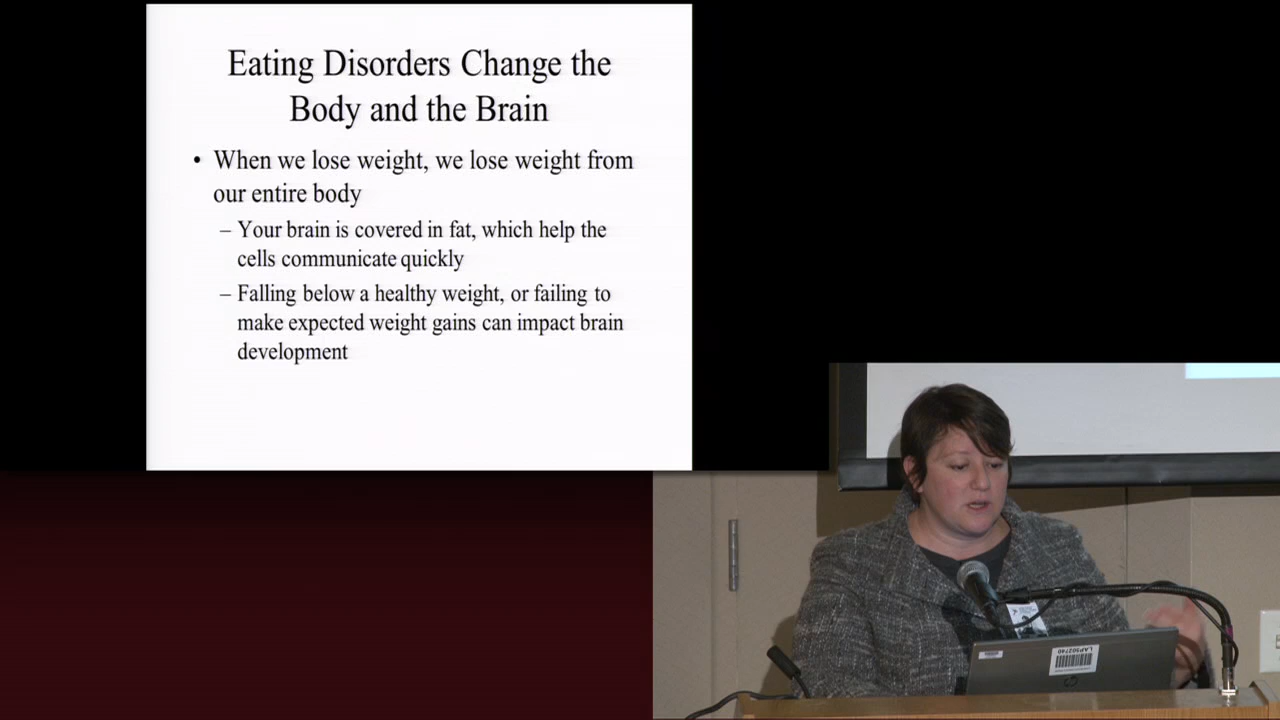 Eating Disorders Change the
Body and the Brain
• When we lose weight, we lose weight from
our entire body
– Your brain is covered in fat, which help the
cells communicate quickly
– Falling below a healthy weight, or failing to
make expected weight gains can impact brain
development
LAP502740
hp